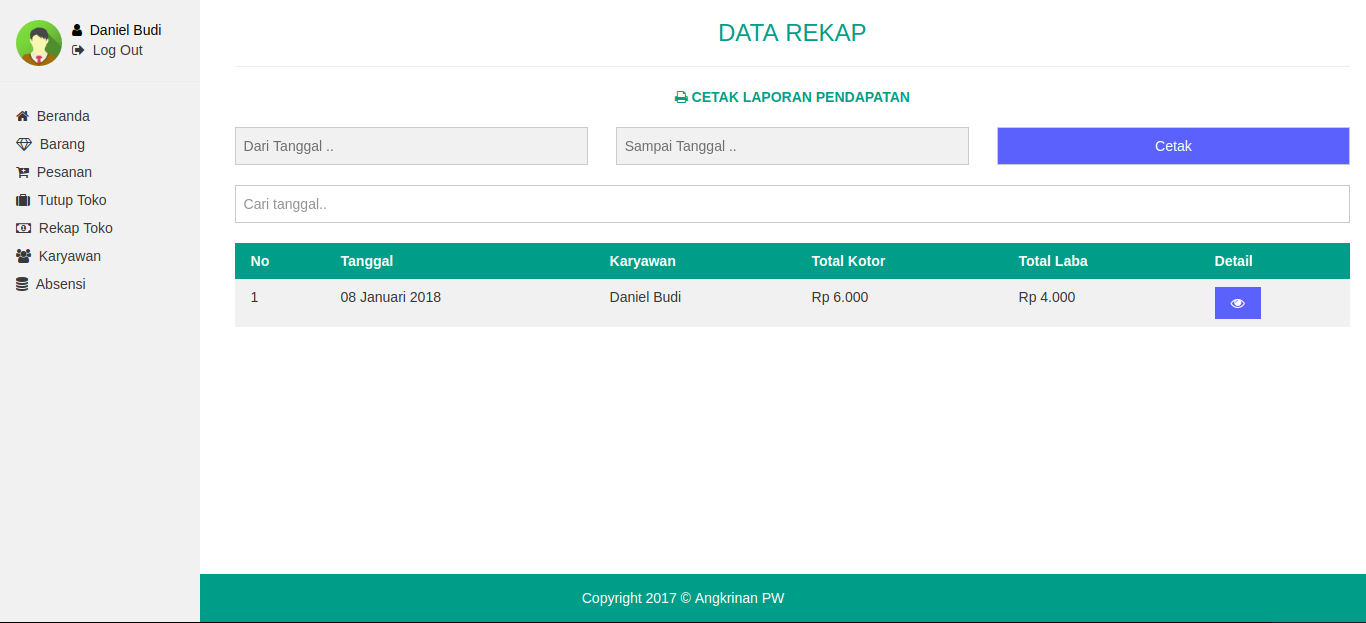 Daniel Budi
Log Out
Beranda
Barang
Pesanan
Tutup Toko
Rekap Toko
Karyawan
Absensi
DATA REKAP
CETAK LAPORAN PENDAPATAN
Dari Tanggal .. Sampai Tanggal .. Cetak
Cari tanggal..
No Tanggal Karyawan Total Kotor Total Laba Detail
1 08 Januari 2018 Daniel Budi Rp 6.000 Rp 4.000
Copyright 2017 © Angkrinan PW